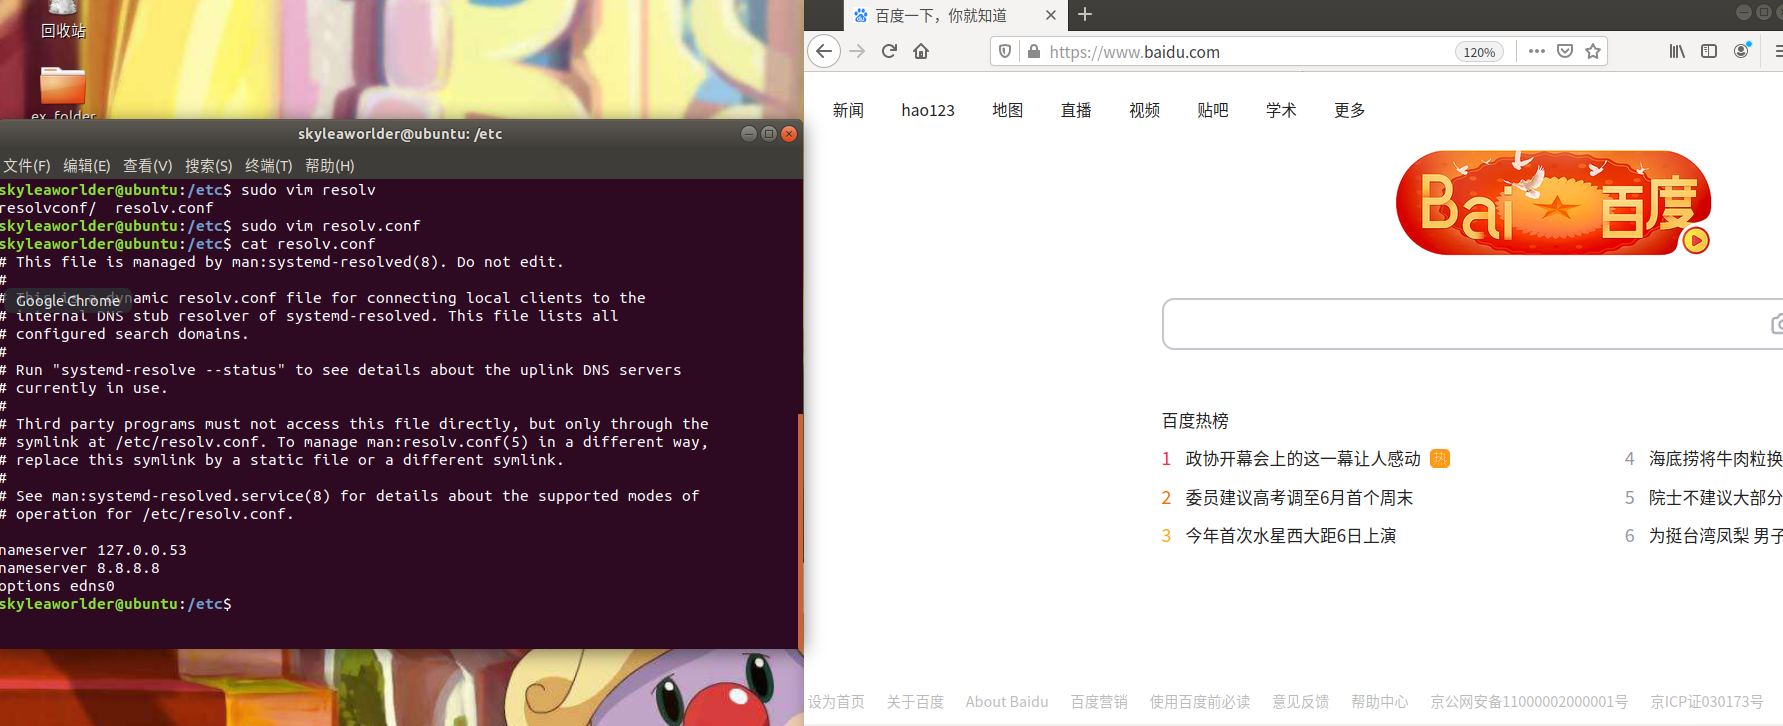 回收站
ex_folder
skyleaworlder@ubuntu: /etc
文件(F) 编辑(E) 查看(V) 搜索(S) 终端(T) 帮助(H)
skyleaworlder@ubuntu:/etc$ sudo vim resolv
resolvconf/ resolv.conf
skyleaworlder@ubuntu:/etc$ sudo vim resolv.conf
skyleaworlder@ubuntu:/etc$ cat resolv.conf
# This file is managed by man:systemd-resolved(8). Do not edit.
#
# This is a dynamic resolv.conf file for connecting local clients to the
Google Chrome
# internal DNS stub resolver of systemd-resolved. This file lists all
# configured search domains.
#
# Run "systemd-resolve --status" to see details about the uplink DNS servers
# currently in use.
#
# Third party programs must not access this file directly, but only through the
# symlink at /etc/resolv.conf. To manage man:resolv.conf(5) in a different way,
# replace this symlink by a static file or a different symlink.
#
# See man:systemd-resolved.service(8) for details about the supported modes of
# operation for /etc/resolv.conf.
nameserver 127.0.0.53
nameserver 8.8.8.8
options edns0
skyleaworlder@ubuntu:/etc$
百度一下，你就知道
https://www.baidu.com 120%
新闻 hao123 地图 直播 视频 贴吧 学术 更多
Bai 百度
百度热榜
1 政协开幕会上的这一幕让人感动 热
2 委员建议高考调至6月首个周末
3 今年首次水星西大距6日上演
4 海底捞将牛肉粒换
5 院士不建议大部分
6 为挺台湾凤梨 男子
设为首页 关于百度 About Baidu 百度营销 使用百度前必读 意见反馈 帮助中心 京公网安备11000002000001号 京ICP证030173号